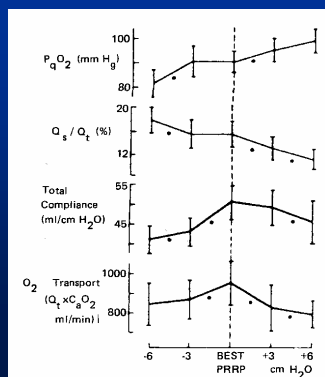 100
PqO2 (mm Hg)
80
20
Qs / Qt (%)
12
Total
Compliance
(ml/cm H2O)
55
45
O2 Transport
(Qt x CaO2
ml/min)
1000
800
-6 -3 BEST +3 +6
PRRP cm H2O